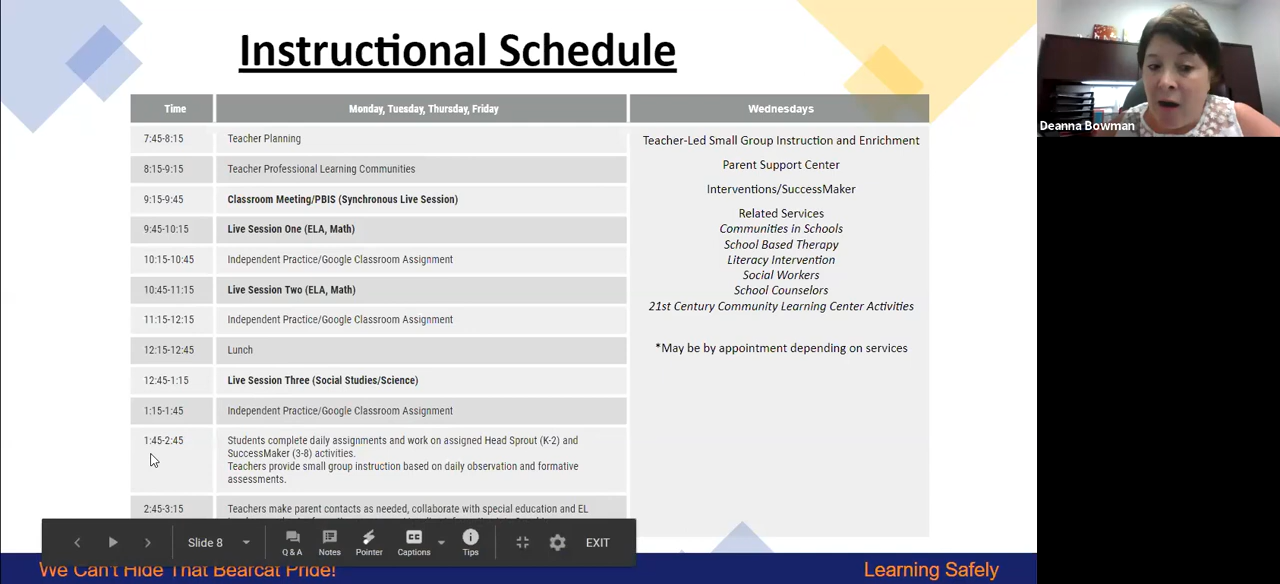 Instructional Schedule
Time
Monday, Tuesday, Thursday, Friday
Wednesdays
7:45-8:15
Teacher Planning
8:15-9:15
Teacher Professional Learning Communities
9:15-9:45
Classroom Meeting/PBIS (Synchronous Live Session)
9:45-10:15
Live Session One (ELA, Math)
10:15-10:45
Independent Practice/Google Classroom Assignment
10:45-11:15
Live Session Two (ELA, Math)
11:15-12:15
Independent Practice/Google Classroom Assignment
12:15-12:45
Lunch
12:45-1:15
Live Session Three (Social Studies/Science)
1:15-1:45
Independent Practice/Google Classroom Assignment
1:45-2:45
Students complete daily assignments and work on assigned Head Sprout (K-2) and
SuccessMaker (3-8) activities.
Teachers provide small group instruction based on daily observation and formative
assessments.
2:45-3:15
Teachers make parent contacts as needed, collaborate with special education and EL
Teacher-Led Small Group Instruction and Enrichment
Parent Support Center
Interventions/SuccessMaker
Related Services
Communities in Schools
School Based Therapy
Literacy Intervention
Social Workers
School Counselors
21st Century Community Learning Center Activities
*May be by appointment depending on services
Deanna Bowman
Slide 8
Q & A
Notes
Pointer
Captions
Tips
EXIT
We Can't Hide That Bearcat Pride!
Learning Safely